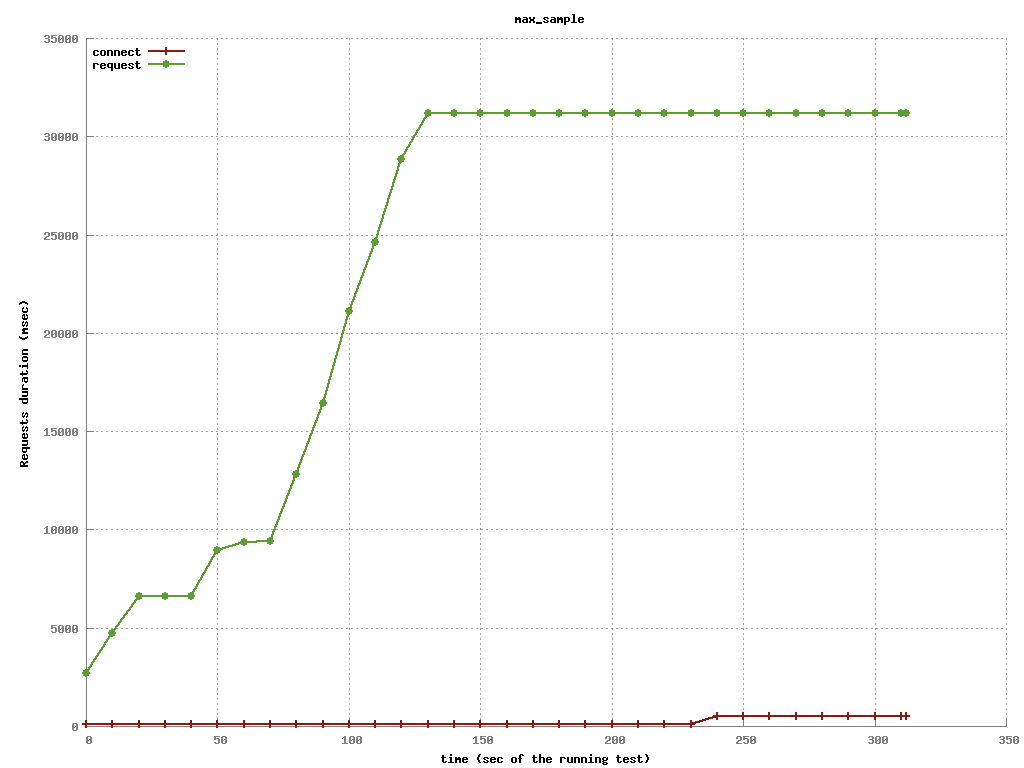 max_sample
connect
request
35000
30000
25000
20000
15000
10000
5000
0
Requests duration (msec)
0 50 100 150 200 250 300 350
time (sec of the running test)